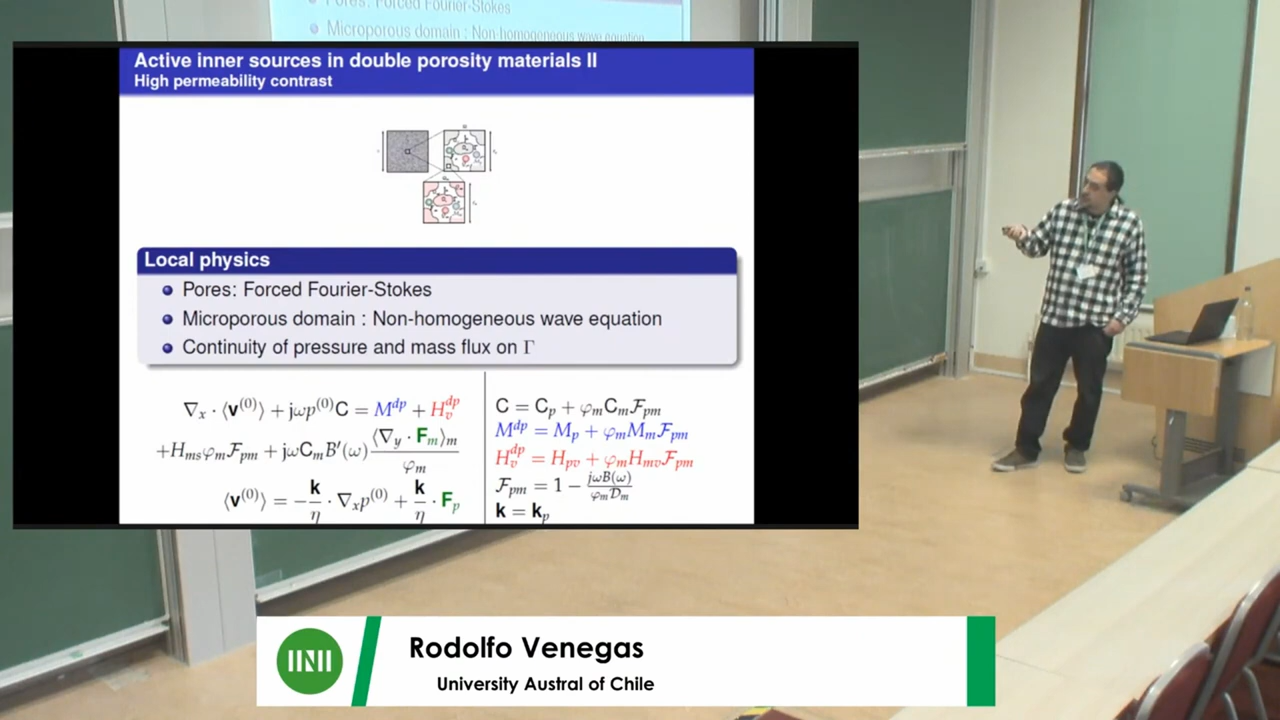 Pores: Forced Fourier-Stokes
Microporous domain : Non-homogeneous wave equation
Active inner sources in double porosity materials II
High permeability contrast
Local physics
Pores: Forced Fourier-Stokes
Microporous domain : Non-homogeneous wave equation
Continuity of pressure and mass flux on Γ
∇x · ⟨v(0)⟩ + jωp(0)C = Mdp + Hvdp
+Hmsφm𝓕pm + jωCmB′(ω) ⟨∇y · Fm⟩m / φm
⟨v(0)⟩ = −k/η · ∇xp(0) + k/η · Fp
C = Cp + φmCm𝓕pm
Mdp = Mp + φmMm𝓕pm
Hvdp = Hpv + φmHmv𝓕pm
𝓕pm = 1 − jωB(ω)/φm𝒟m
k = kp
Rodolfo Venegas
University Austral of Chile